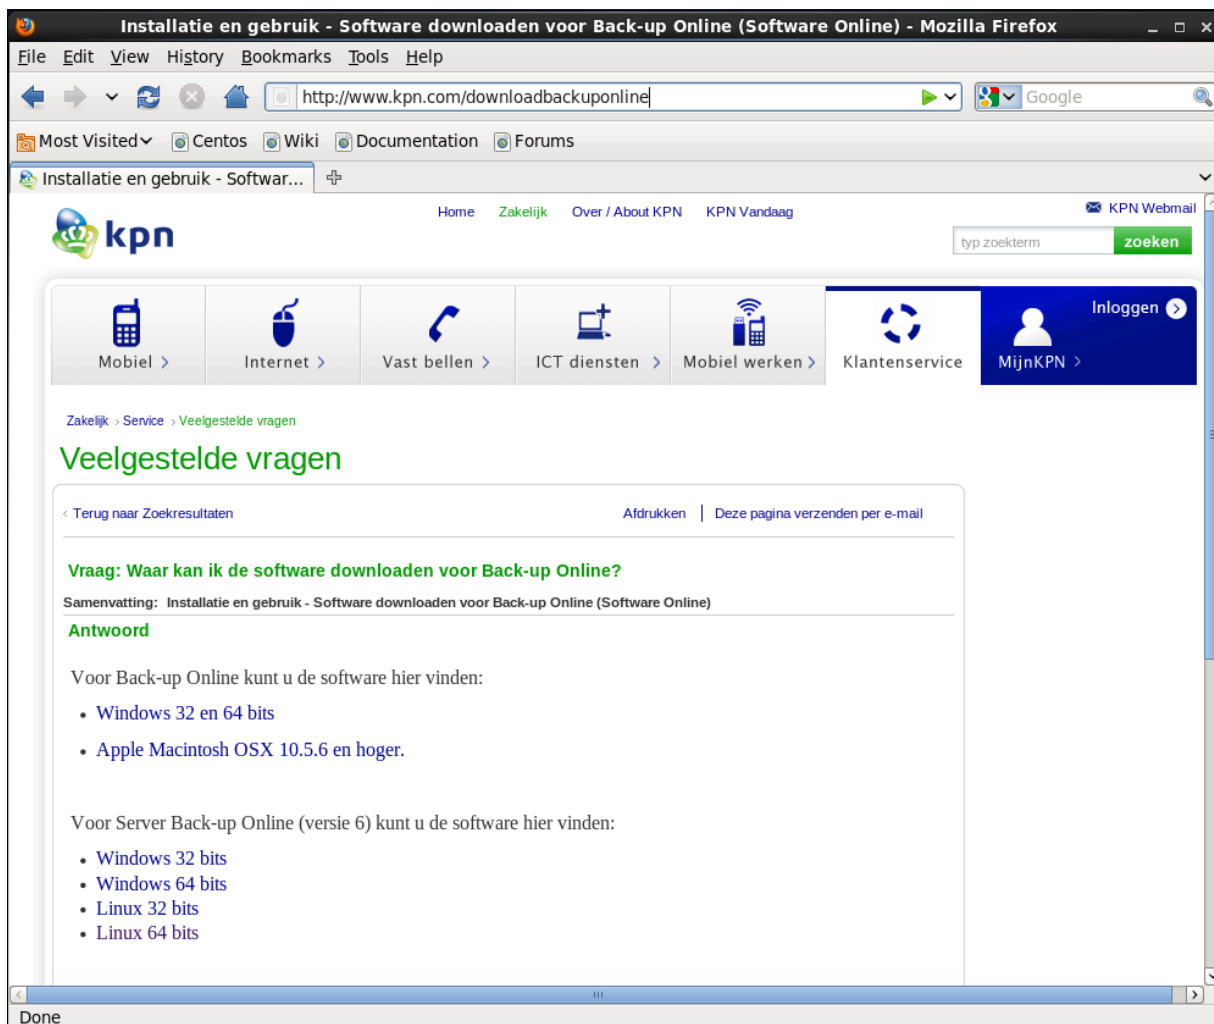 Installatie en gebruik - Software downloaden voor Back-up Online (Software Online) - Mozilla Firefox
File Edit View History Bookmarks Tools Help
http://www.kpn.com/downloadbackuponline
Google
Most Visited Centos Wiki Documentation Forums
Installatie en gebruik - Softwar...
kpn
Home Zakelijk Over / About KPN KPN Vandaag
KPN Webmail
typ zoekterm
zoeken
Mobiel >
Internet >
Vast bellen >
ICT diensten >
Mobiel werken >
Klantenservice
Inloggen
MijnKPN >
Zakelijk > Service > Veelgestelde vragen
Veelgestelde vragen
‹ Terug naar Zoekresultaten
Afdrukken | Deze pagina verzenden per e-mail
Vraag: Waar kan ik de software downloaden voor Back-up Online?
Samenvatting: Installatie en gebruik - Software downloaden voor Back-up Online (Software Online)
Antwoord
Voor Back-up Online kunt u de software hier vinden:
• Windows 32 en 64 bits
• Apple Macintosh OSX 10.5.6 en hoger.
Voor Server Back-up Online (versie 6) kunt u de software hier vinden:
• Windows 32 bits
• Windows 64 bits
• Linux 32 bits
• Linux 64 bits
Done